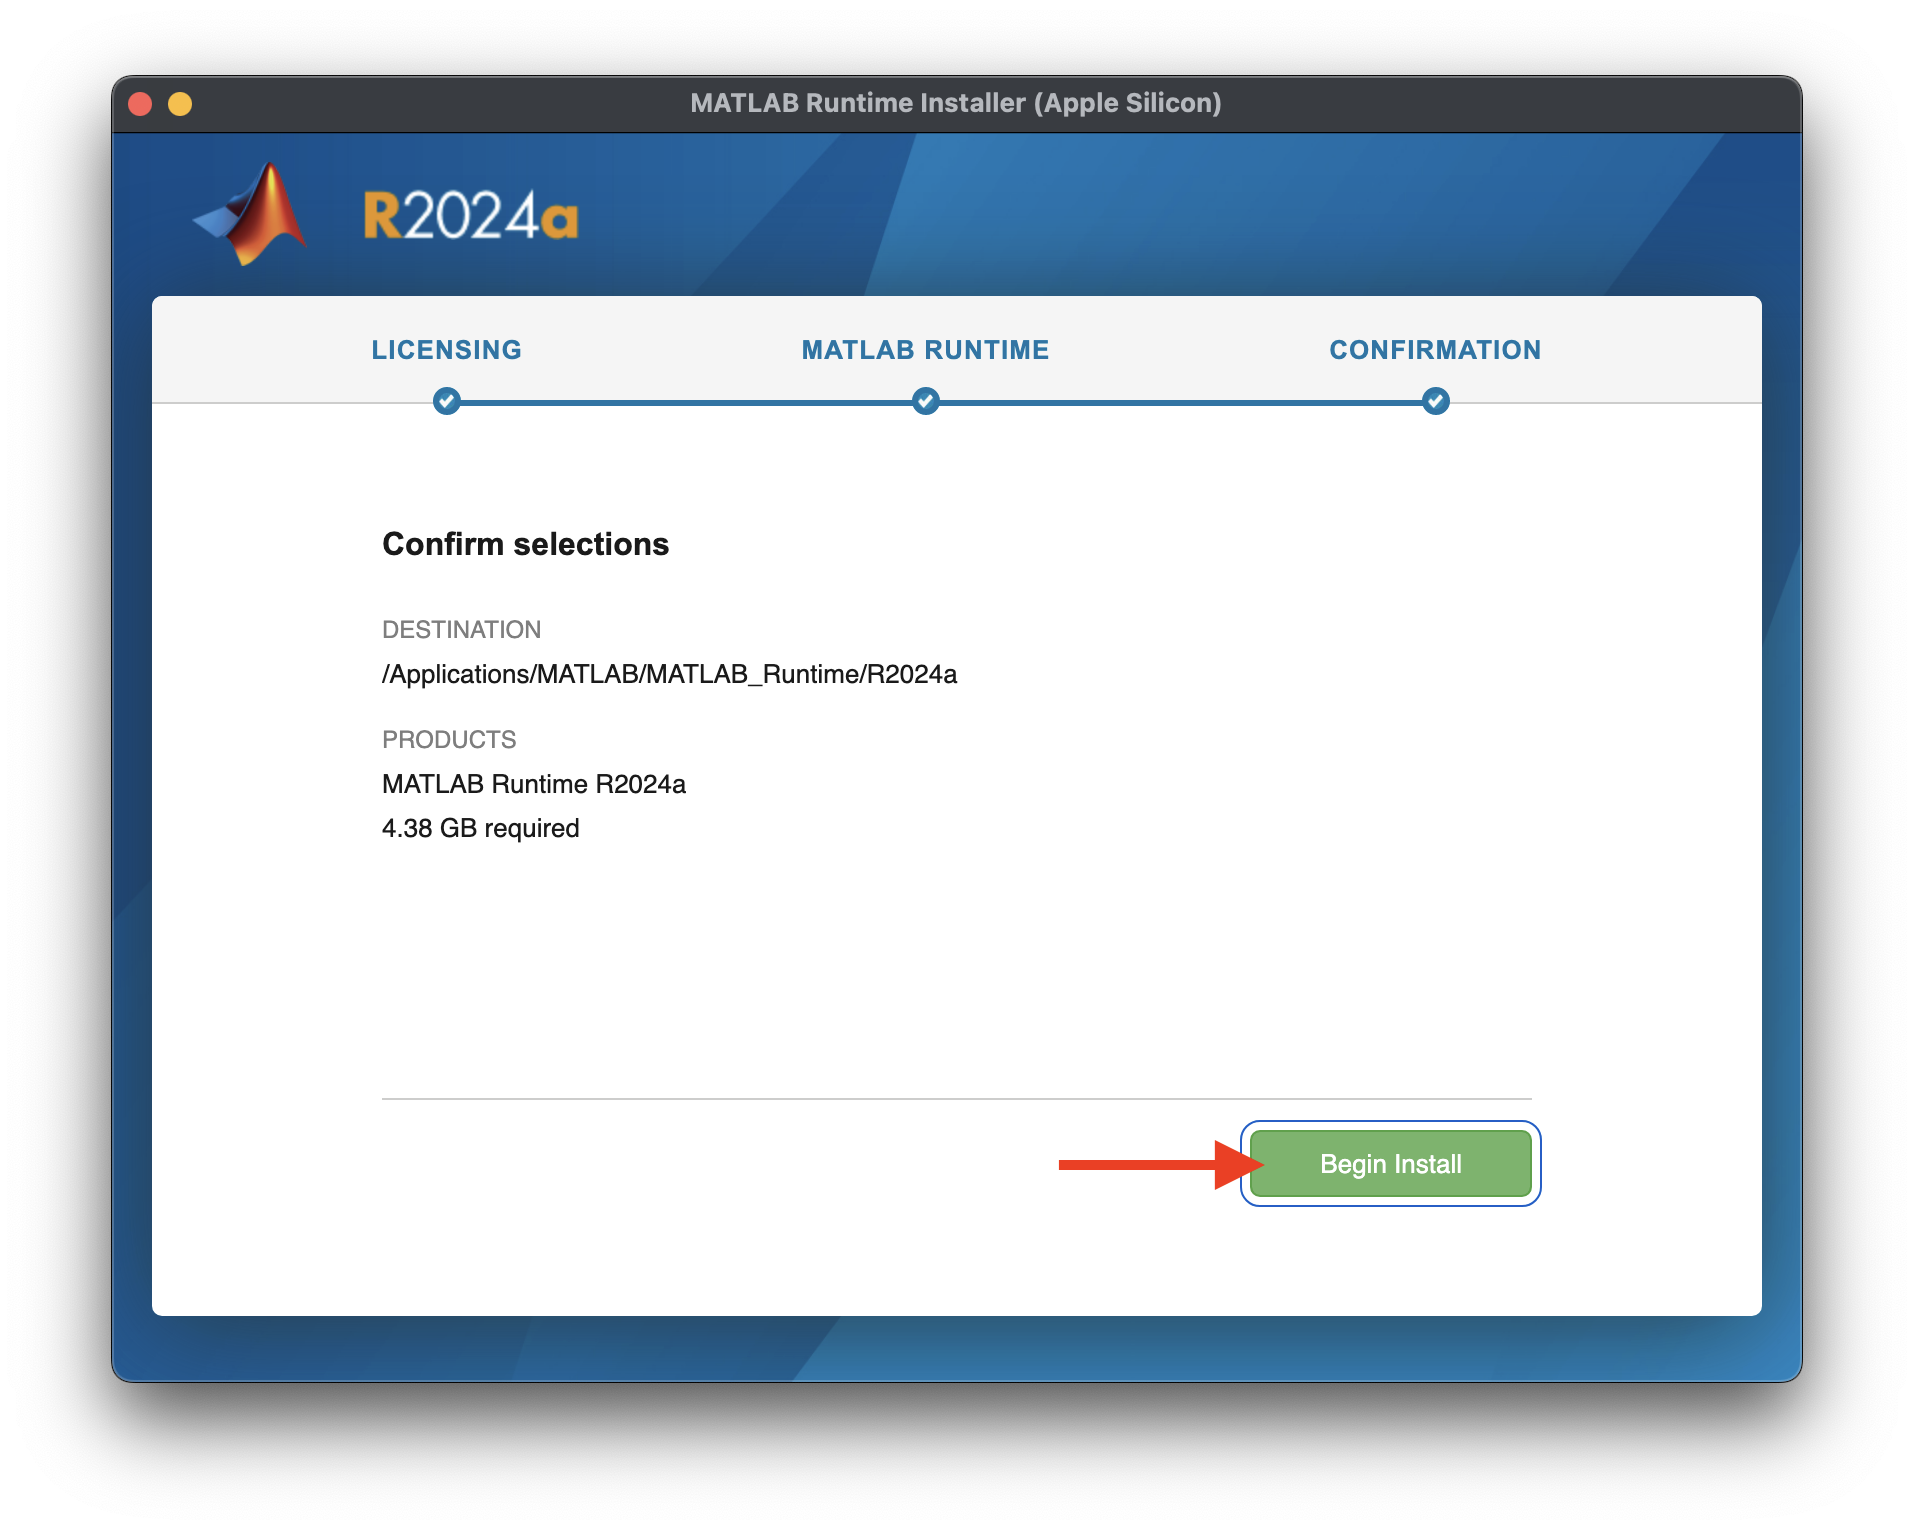 MATLAB Runtime Installer (Apple Silicon)
R2024a
LICENSING
MATLAB RUNTIME
CONFIRMATION
Confirm selections
DESTINATION
/Applications/MATLAB/MATLAB_Runtime/R2024a
PRODUCTS
MATLAB Runtime R2024a
4.38 GB required
Begin Install